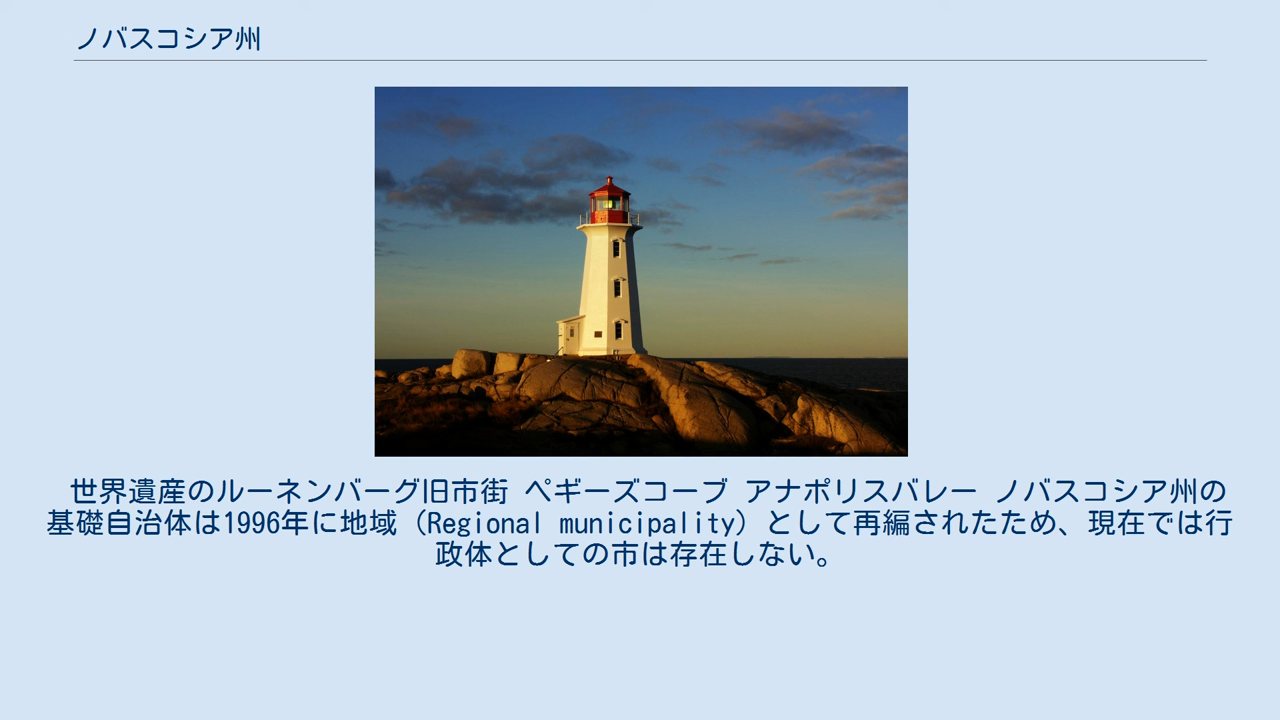 ノバスコシア州
世界遺産のルーネンバーグ旧市街 ペギーズコーブ アナポリスバレー ノバスコシア州の
基礎自治体は1996年に地域（Regional municipality）として再編されたため、現在では行
政体としての市は存在しない。